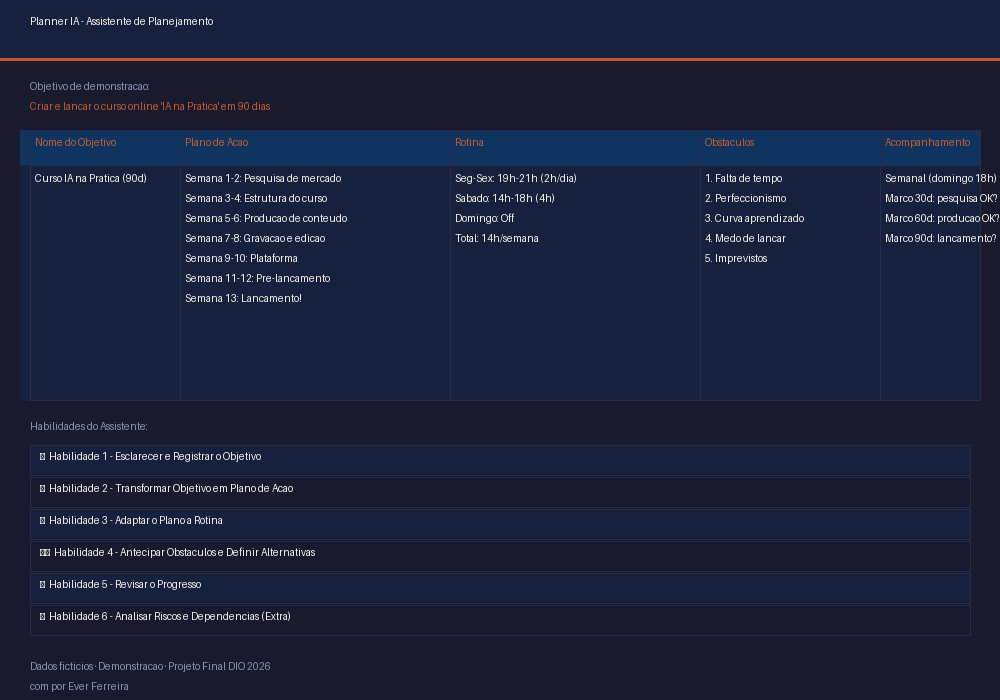 Planner IA - Assistente de Planejamento
Objetivo de demonstracao:
Criar e lancar o curso online 'IA na Pratica' em 90 dias
Nome do Objetivo
Plano de Acao
Rotina
Obstaculos
Acompanhamento
Curso IA na Pratica (90d)
Semana 1-2: Pesquisa de mercado
Semana 3-4: Estrutura do curso
Semana 5-6: Producao de conteudo
Semana 7-8: Gravacao e edicao
Semana 9-10: Plataforma
Semana 11-12: Pre-lancamento
Semana 13: Lancamento!
Seg-Sex: 19h-21h (2h/dia)
Sabado: 14h-18h (4h)
Domingo: Off
Total: 14h/semana
1. Falta de tempo
2. Perfeccionismo
3. Curva aprendizado
4. Medo de lancar
5. Imprevistos
Semanal (domingo 18h)
Marco 30d: pesquisa OK?
Marco 60d: producao OK?
Marco 90d: lancamento?
Habilidades do Assistente:
Habilidade 1 - Esclarecer e Registrar o Objetivo
Habilidade 2 - Transformar Objetivo em Plano de Acao
Habilidade 3 - Adaptar o Plano a Rotina
Habilidade 4 - Antecipar Obstaculos e Definir Alternativas
Habilidade 5 - Revisar o Progresso
Habilidade 6 - Analisar Riscos e Dependencias (Extra)
Dados ficticios · Demonstracao · Projeto Final DIO 2026
com por Ever Ferreira